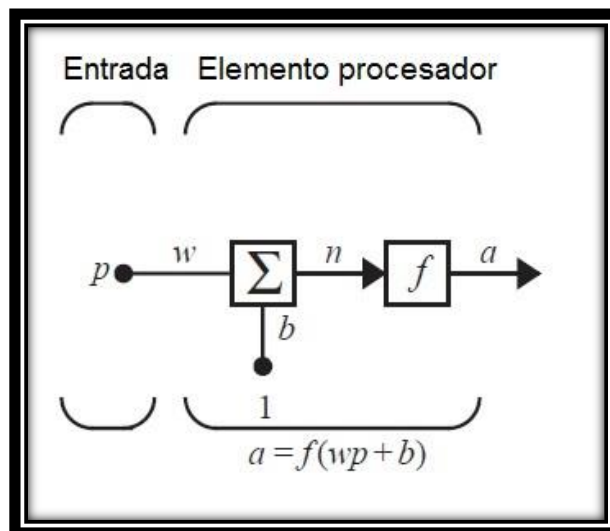 Entrada Elemento procesador
p w Σ n f a
b
1
a = f(wp + b)